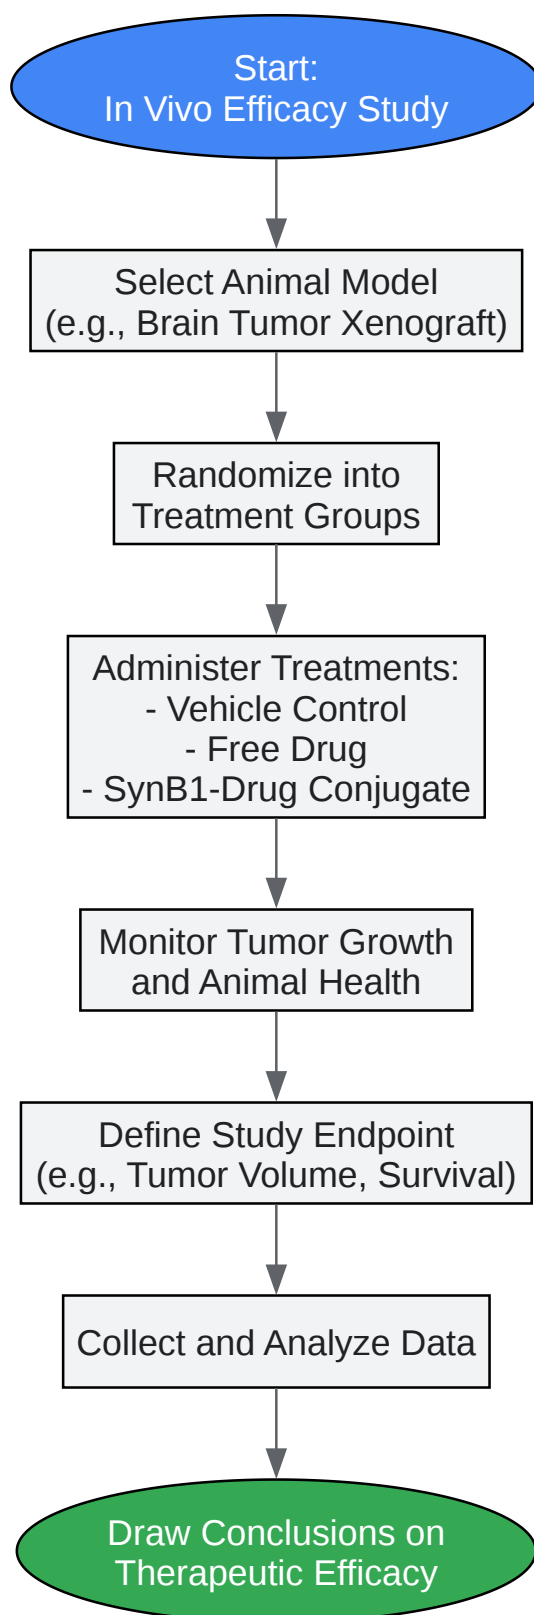 Start:
In Vivo Efficacy Study
Select Animal Model
(e.g., Brain Tumor Xenograft)
Randomize into
Treatment Groups
Administer Treatments:
- Vehicle Control
- Free Drug
- SynB1-Drug Conjugate
Monitor Tumor Growth
and Animal Health
Define Study Endpoint
(e.g., Tumor Volume, Survival)
Collect and Analyze Data
Draw Conclusions on
Therapeutic Efficacy